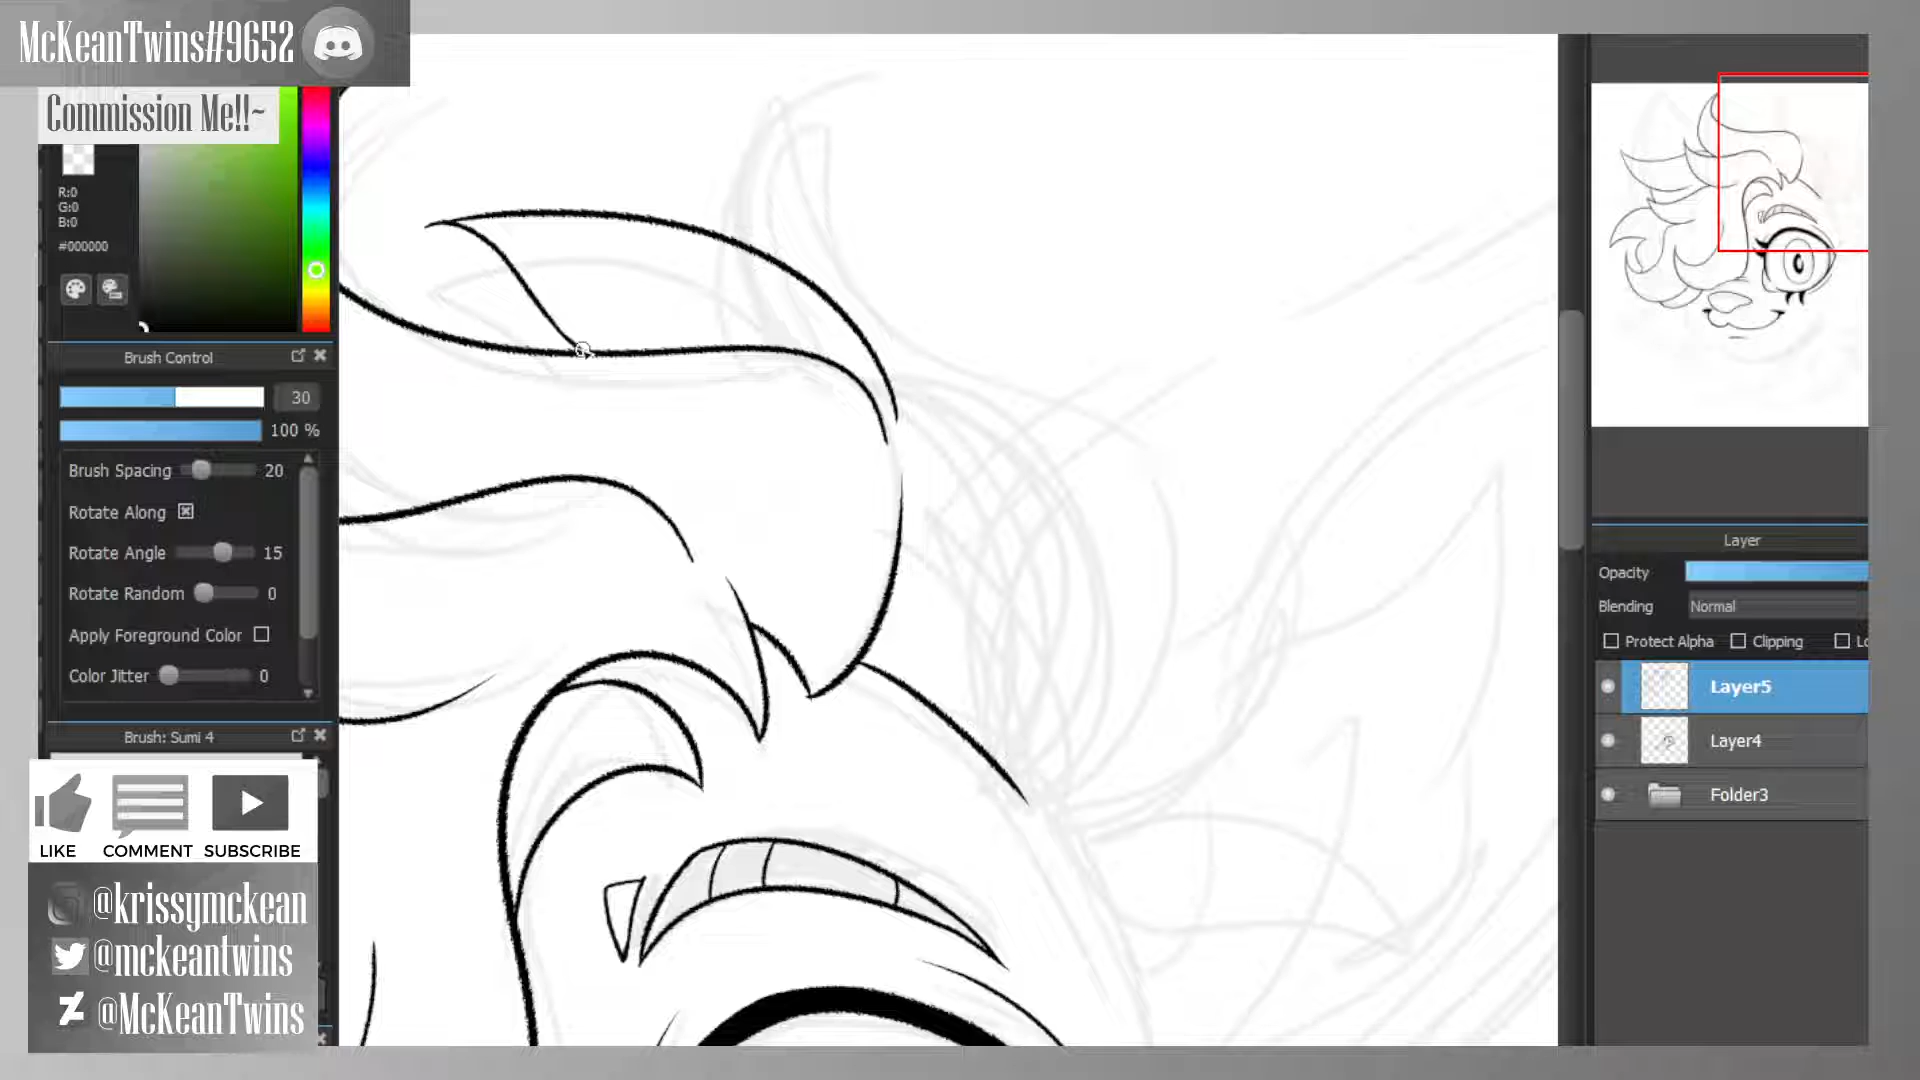 McKeanTwins#9652
Commission Me!!~
R:0
G:0
B:0
#000000
Brush Control
30
100 %
Brush Spacing 20
Rotate Along
Rotate Angle 15
Rotate Random 0
Apply Foreground Color
Color Jitter 0
Brush: Sumi 4
LIKE COMMENT SUBSCRIBE
@krissymckean
@mckeantwins
@McKeanTwins
Layer
Opacity
Blending Normal
Protect Alpha Clipping Lo
Layer5
Layer4
Folder3